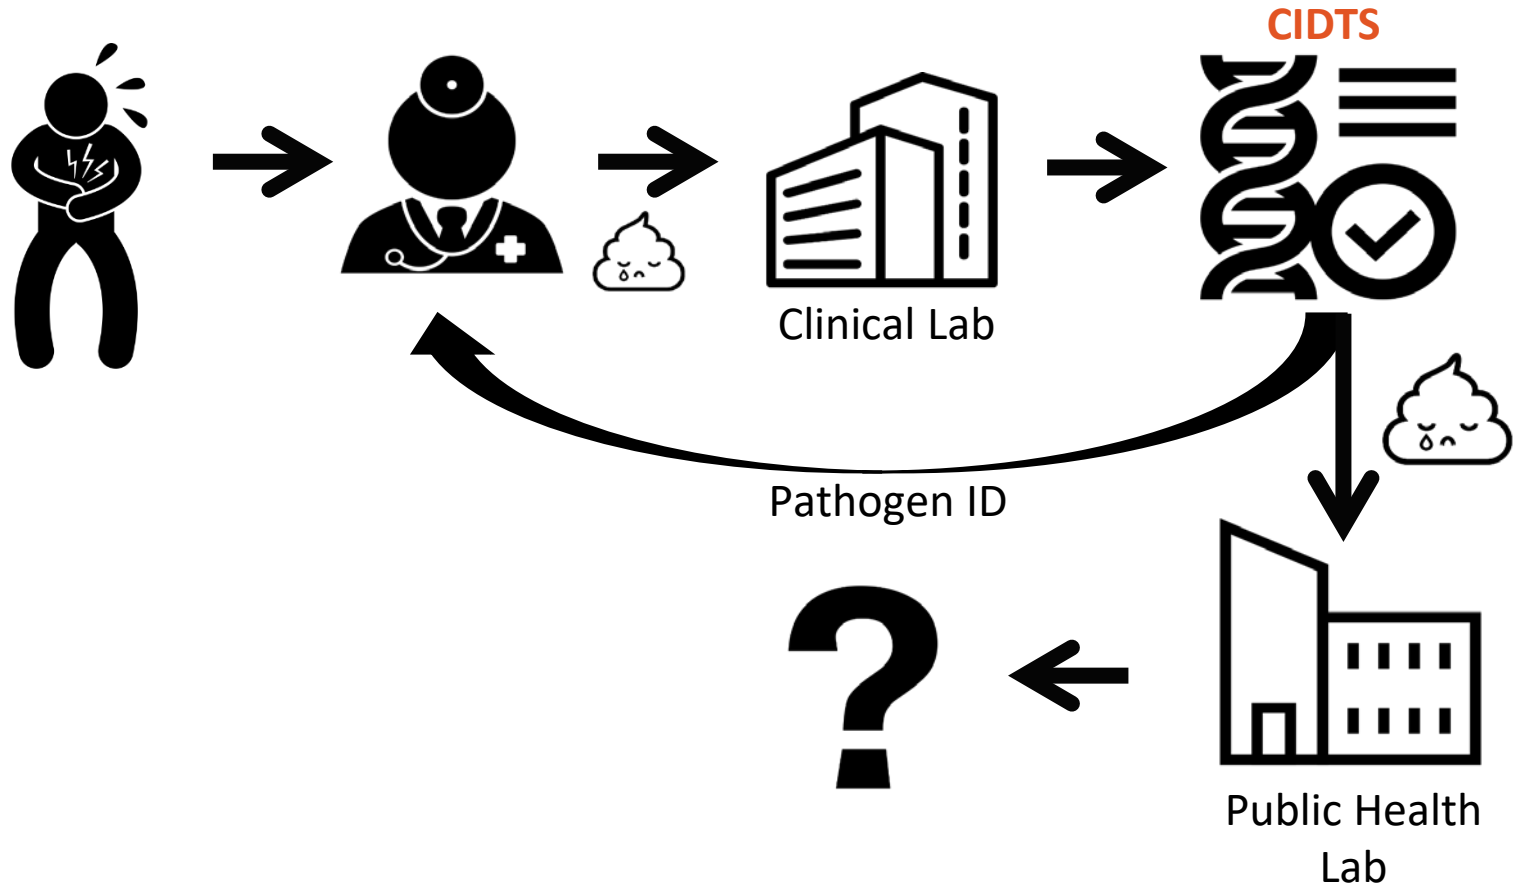 CIDTS
Clinical Lab
Pathogen ID
?
Public Health
Lab